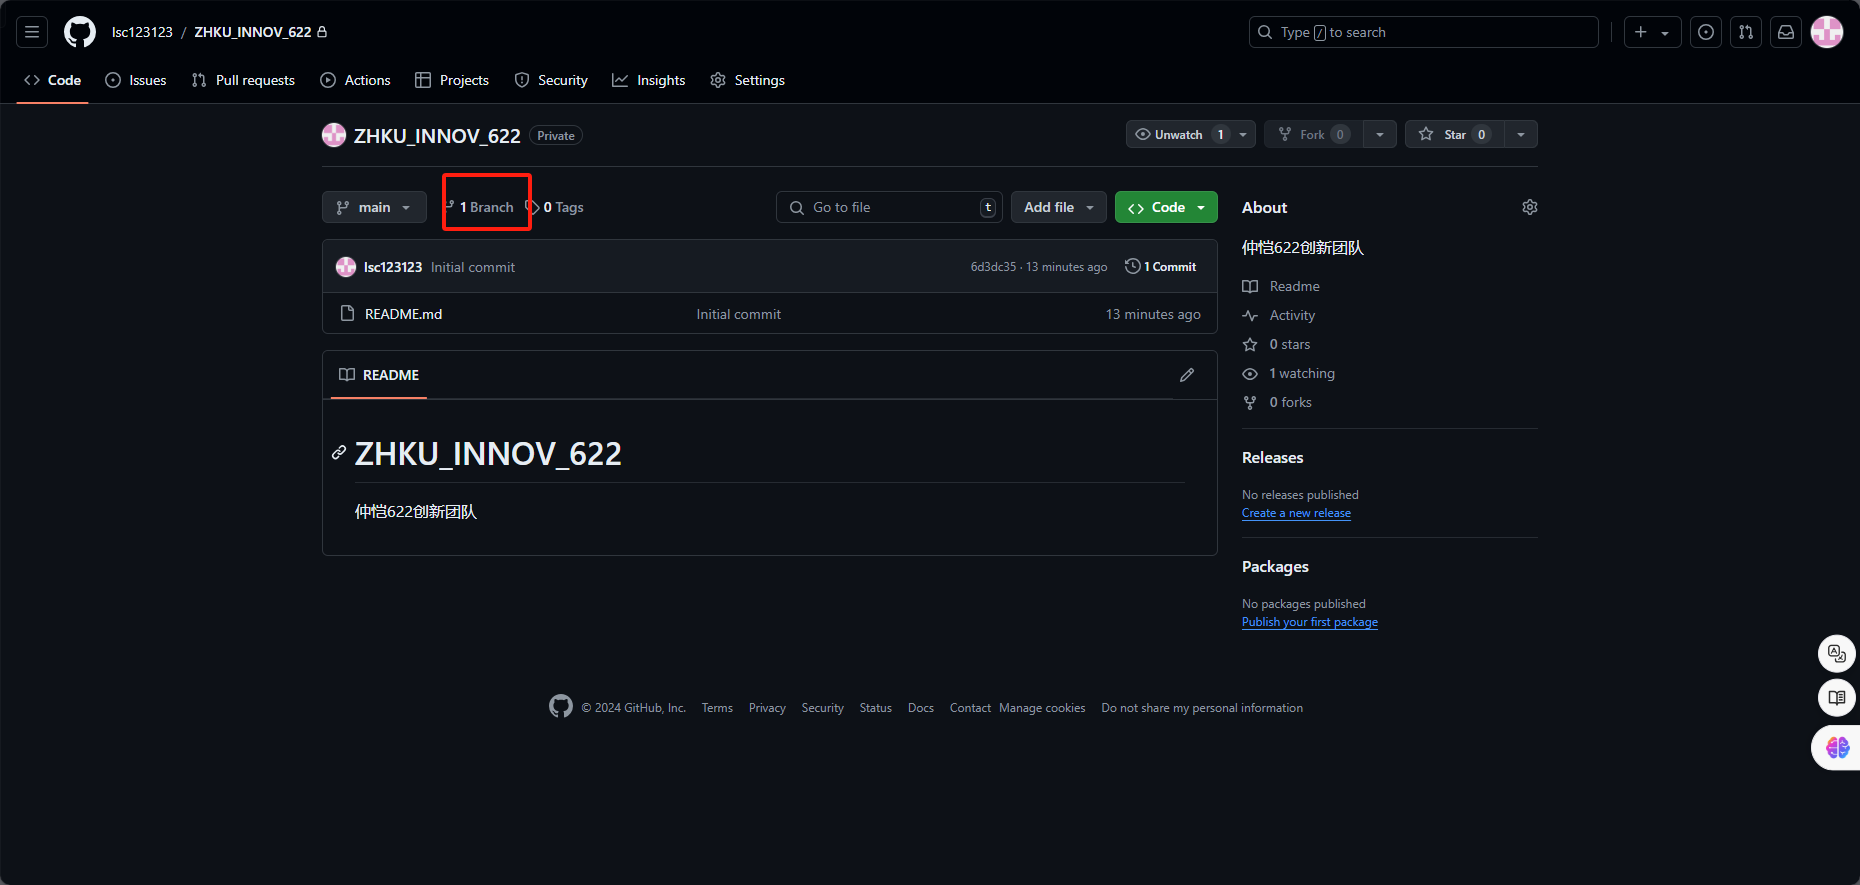 lsc123123 / ZHKU_INNOV_622
Type / to search
Code Issues Pull requests Actions Projects Security Insights Settings
ZHKU_INNOV_622 Private
Unwatch 1 Fork 0 Star 0
main 1 Branch 0 Tags
Go to file t Add file Code
lsc123123 Initial commit 6d3dc35 · 13 minutes ago 1 Commit
README.md Initial commit 13 minutes ago
README
ZHKU_INNOV_622
仲恺622创新团队
About
仲恺622创新团队
Readme
Activity
0 stars
1 watching
0 forks
Releases
No releases published
Create a new release
Packages
No packages published
Publish your first package
© 2024 GitHub, Inc. Terms Privacy Security Status Docs Contact Manage cookies Do not share my personal information